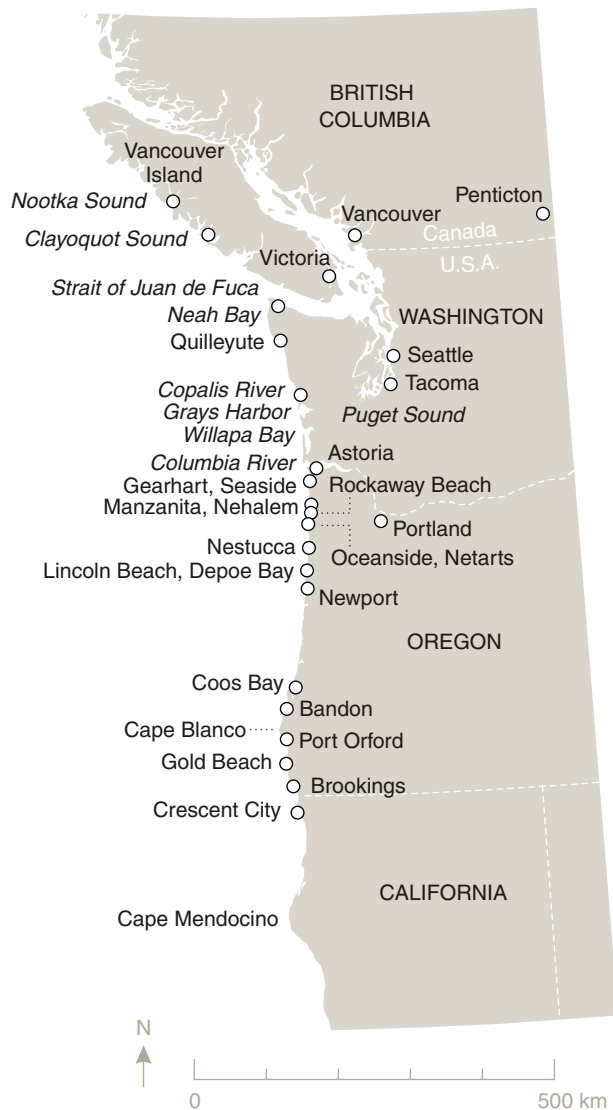 BRITISH
COLUMBIA
Vancouver
Island
Nootka Sound
Penticton
Vancouver
Clayoquot Sound
Canada
U.S.A.
Victoria
Strait of Juan de Fuca
Neah Bay
WASHINGTON
Quilleyute
Seattle
Tacoma
Copalis River
Grays Harbor
Puget Sound
Willapa Bay
Astoria
Columbia River
Gearhart, Seaside
Rockaway Beach
Manzanita, Nehalem
Portland
Nestucca
Oceanside, Netarts
Lincoln Beach, Depoe Bay
Newport
OREGON
Coos Bay
Bandon
Cape Blanco
Port Orford
Gold Beach
Brookings
Crescent City
CALIFORNIA
Cape Mendocino
N
0
500 km